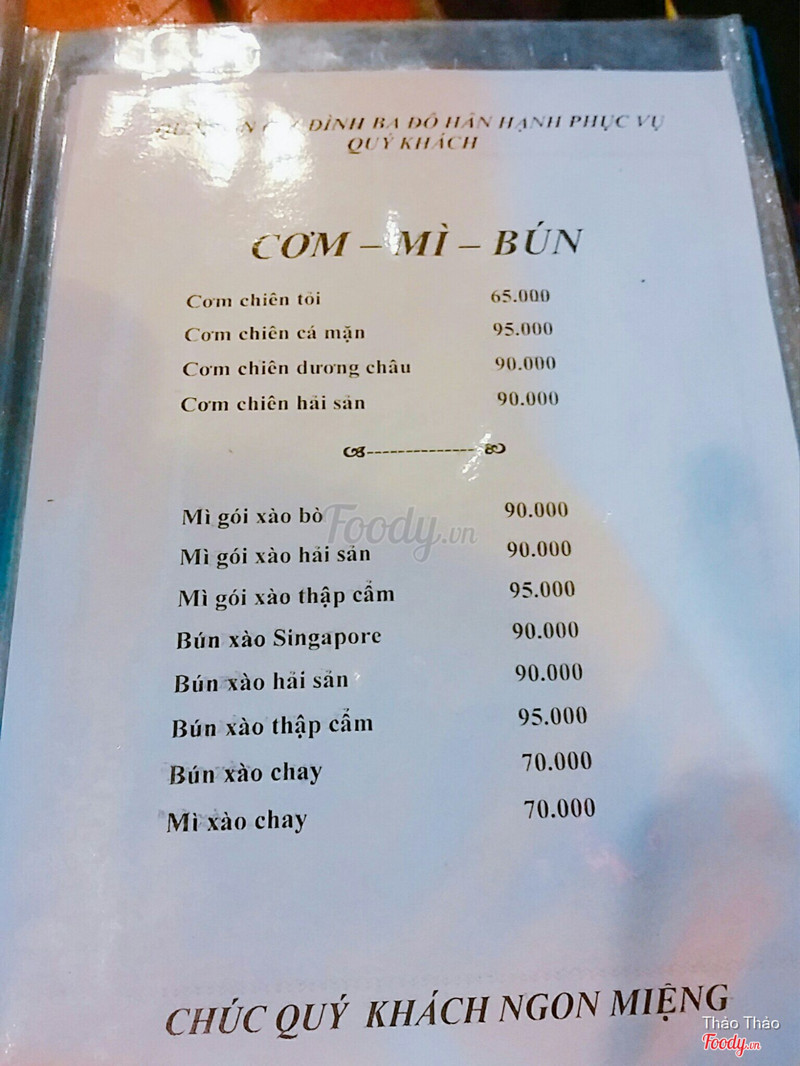 ĐÌNH BA ĐÔ HÂN HẠNH PHỤC VỤ
QUÝ KHÁCH
CƠM – MÌ – BÚN
Cơm chiên tỏi 65.000
Cơm chiên cá mặn 95.000
Cơm chiên dương châu 90.000
Cơm chiên hải sản 90.000
Mì gói xào bò 90.000
Foody.vn
Mì gói xào hải sản 90.000
Mì gói xào thập cẩm 95.000
Bún xào Singapore 90.000
Bún xào hải sản 90.000
Bún xào thập cẩm 95.000
Bún xào chay 70.000
Mì xào chay 70.000
CHÚC QUÝ KHÁCH NGON MIỆNG
Thảo Thảo
Foody.vn